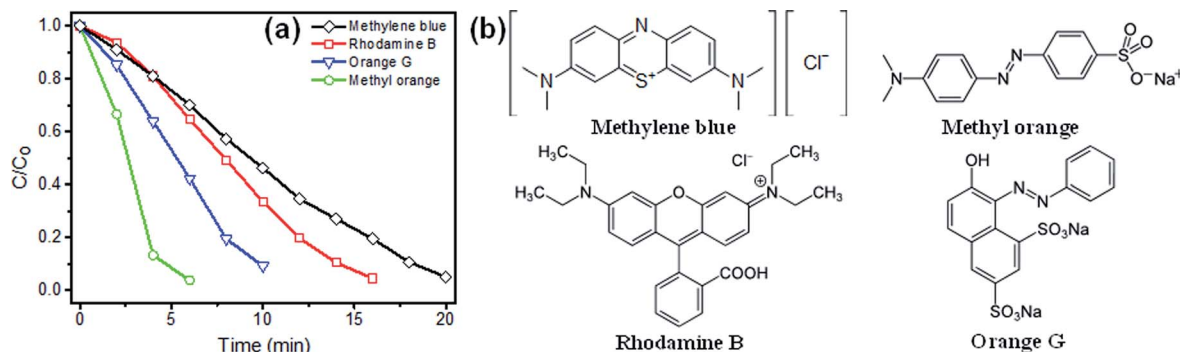 (a)
Methylene blue
Rhodamine B
Orange G
Methyl orange
C/C0
1.0
0.8
0.6
0.4
0.2
0.0
0 5 10 15 20
Time (min)
(b)
N
N S+ N
Cl−
Methylene blue
N
N
N
O
S
O
O−Na+
Methyl orange
H3C
CH3
Cl−
N O N+
H3C
CH3
COOH
Rhodamine B
OH
N
N
SO3Na
SO3Na
Orange G